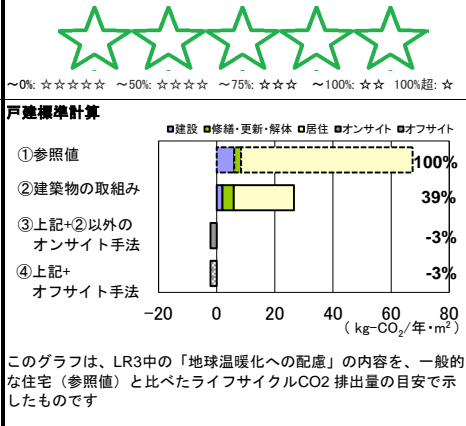 ～0%: ☆☆☆☆☆ ～50%: ☆☆☆☆ ～75%: ☆☆☆ ～100%: ☆☆ 100%超: ☆
戸建標準計算
■建設 ■修繕・更新・解体 ■居住 ■オンサイト ■オフサイト
①参照値 100%
②建築物の取組み 39%
③上記+②以外の
オンサイト手法 -3%
④上記+
オフサイト手法 -3%
-20 0 20 40 60 80
（ kg-CO₂/年・m² ）
このグラフは、LR3中の「地球温暖化への配慮」の内容を、一般的
な住宅（参照値）と比べたライフサイクルCO2 排出量の目安で示
したものです